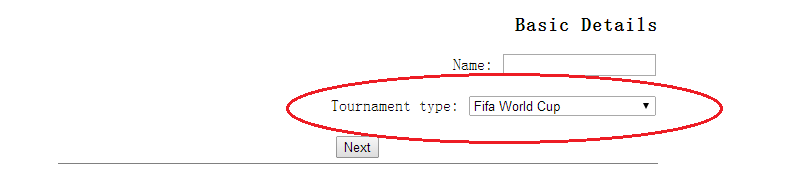 Basic Details
Name:
Tournament type: Fifa World Cup
Next